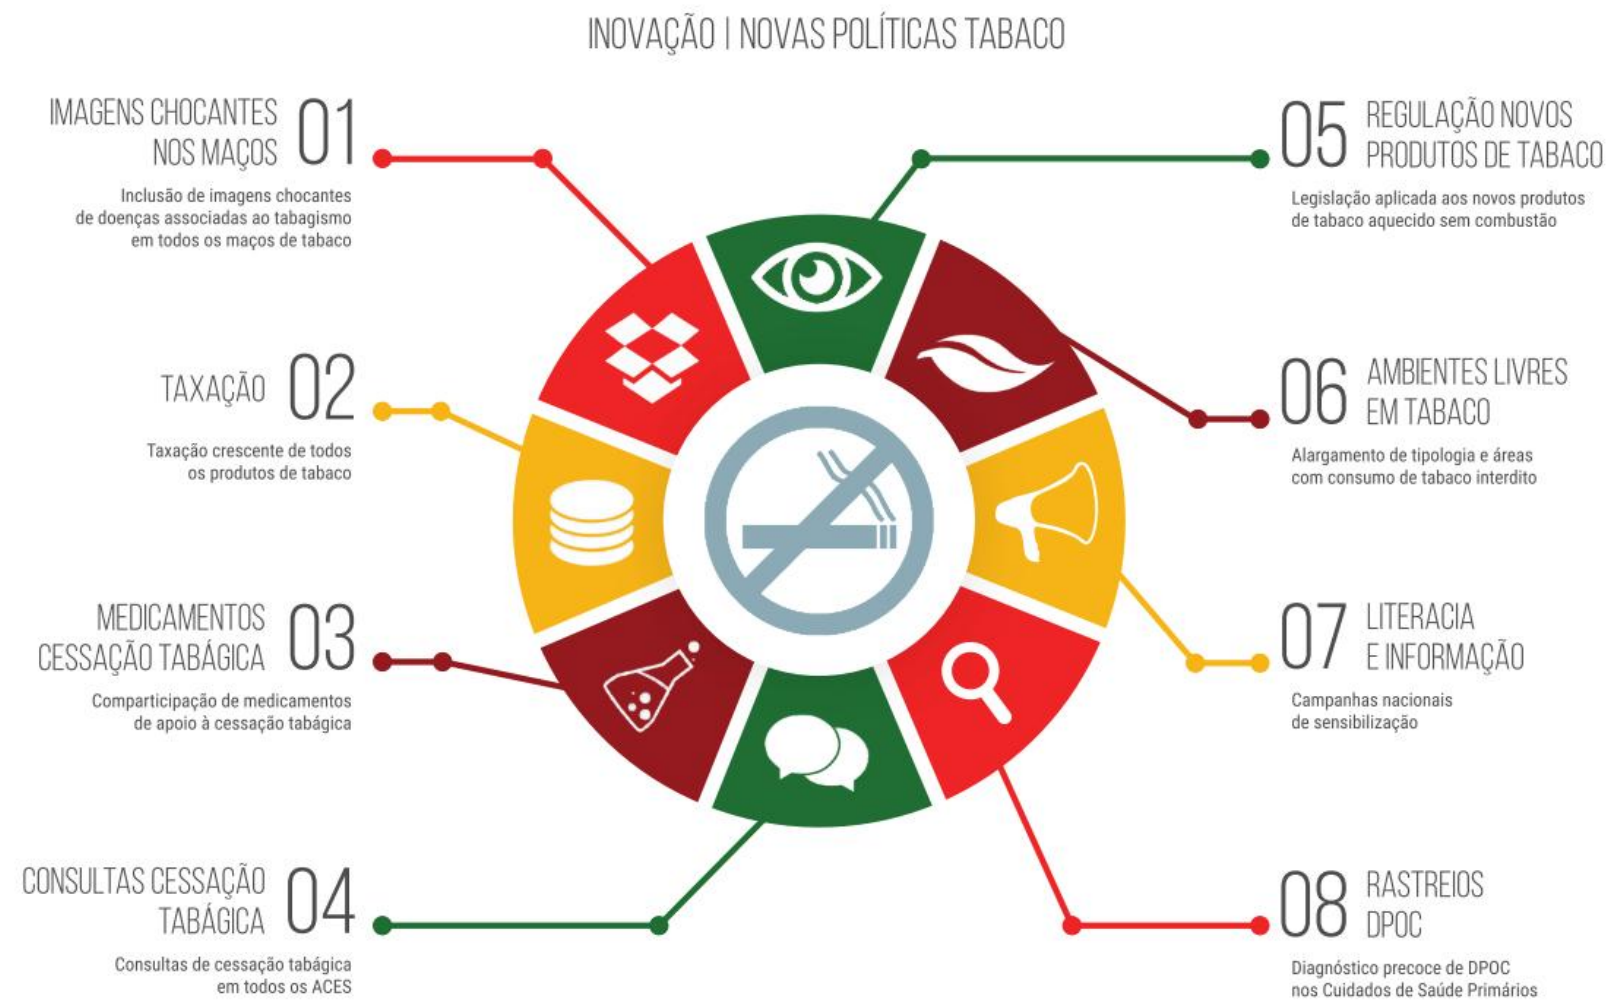 INOVAÇÃO | NOVAS POLÍTICAS TABACO
IMAGENS CHOCANTES
NOS MAÇOS
01
Inclusão de imagens chocantes
de doenças associadas ao tabagismo
em todos os maços de tabaco
TAXAÇÃO
02
Taxação crescente de todos
os produtos de tabaco
MEDICAMENTOS
CESSAÇÃO TABÁGICA
03
Comparticipação de medicamentos
de apoio à cessação tabágica
CONSULTAS CESSAÇÃO
TABÁGICA
04
Consultas de cessação tabágica
em todos os ACES
05
REGULAÇÃO NOVOS
PRODUTOS DE TABACO
Legislação aplicada aos novos produtos
de tabaco aquecido sem combustão
06
AMBIENTES LIVRES
EM TABACO
Alargamento de tipologia e áreas
com consumo de tabaco interdito
07
LITERACIA
E INFORMAÇÃO
Campanhas nacionais
de sensibilização
08
RASTREIOS
DPOC
Diagnóstico precoce de DPOC
nos Cuidados de Saúde Primários